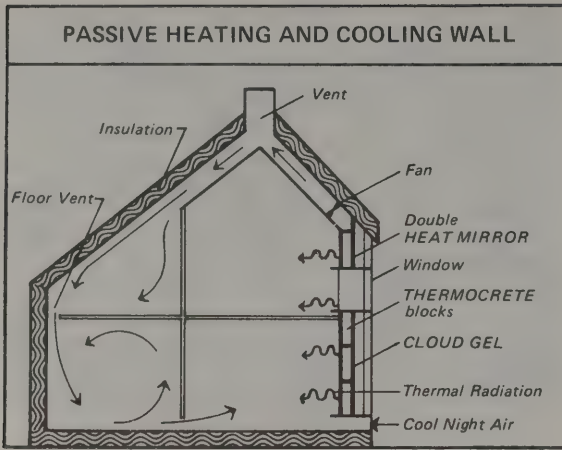 PASSIVE HEATING AND COOLING WALL
Vent
Insulation
Fan
Floor Vent
Double
HEAT MIRROR
Window
THERMOCRETE
blocks
CLOUD GEL
Thermal Radiation
Cool Night Air